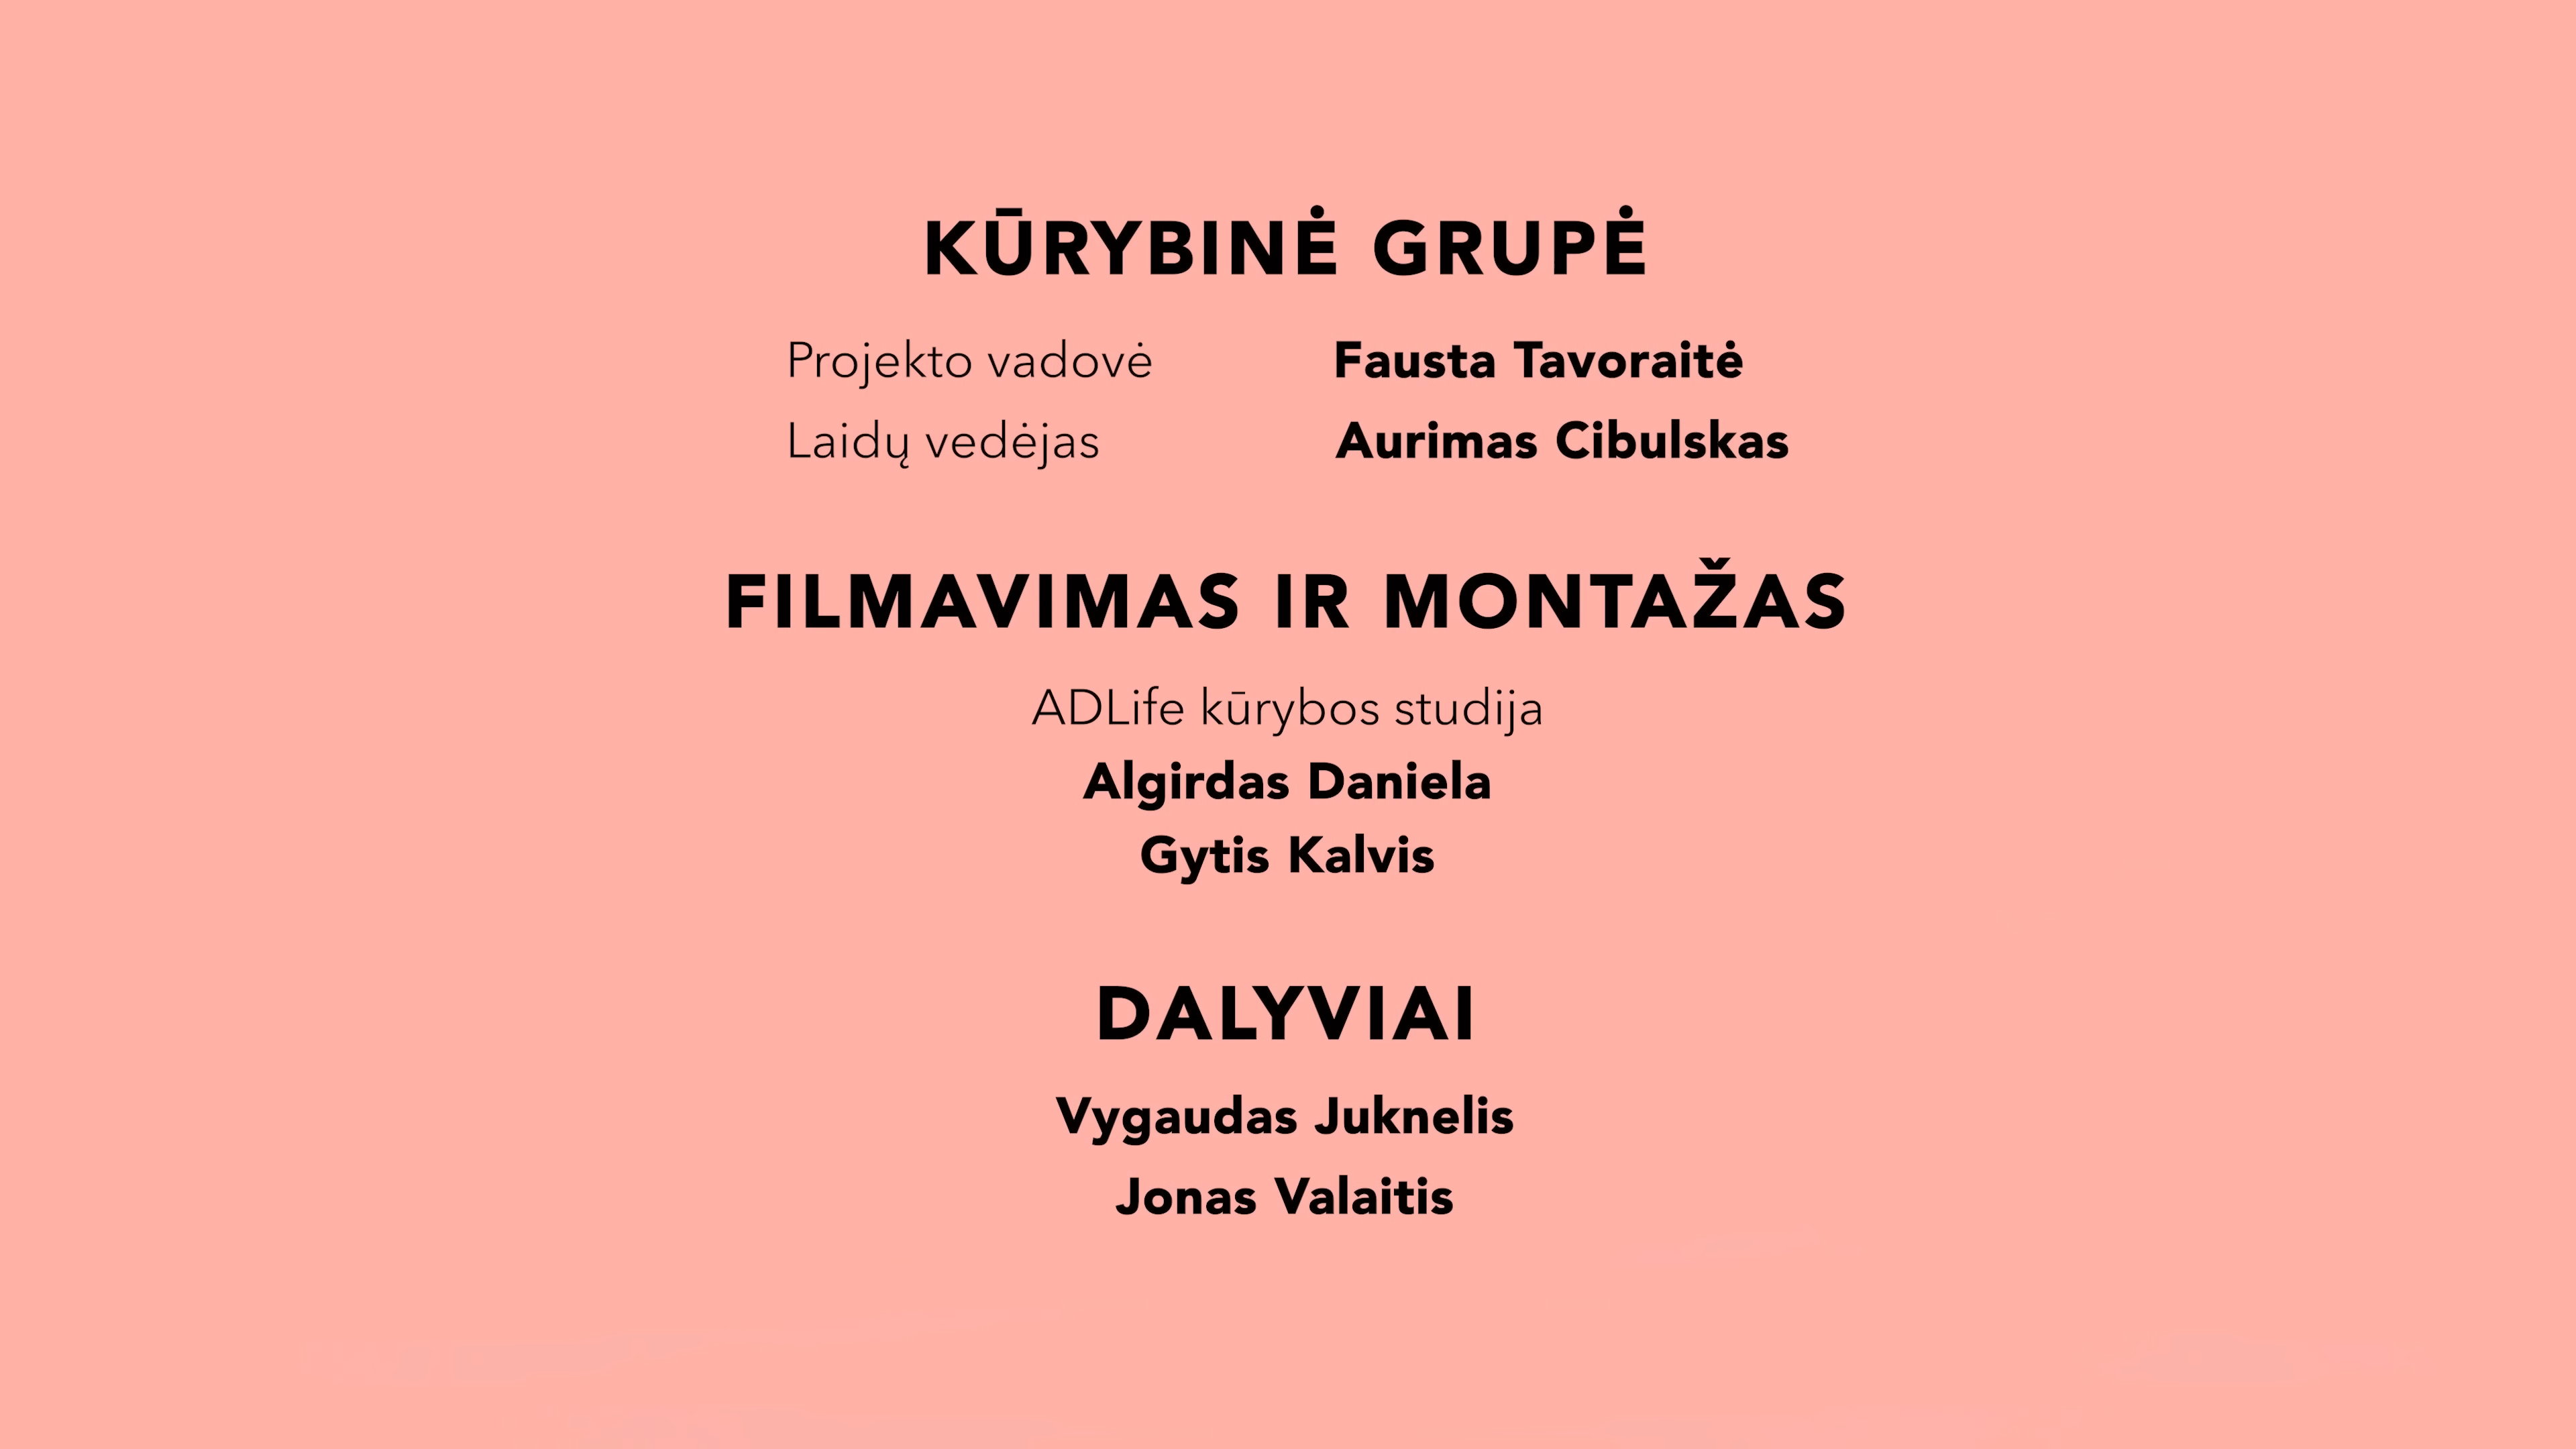 KŪRYBINĖ GRUPĖ
Projekto vadovė Fausta Tavoraitė
Laidų vedėjas Aurimas Cibulskas
FILMAVIMAS IR MONTAŽAS
ADLife kūrybos studija
Algirdas Daniela
Gytis Kalvis
DALYVIAI
Vygaudas Juknelis
Jonas Valaitis